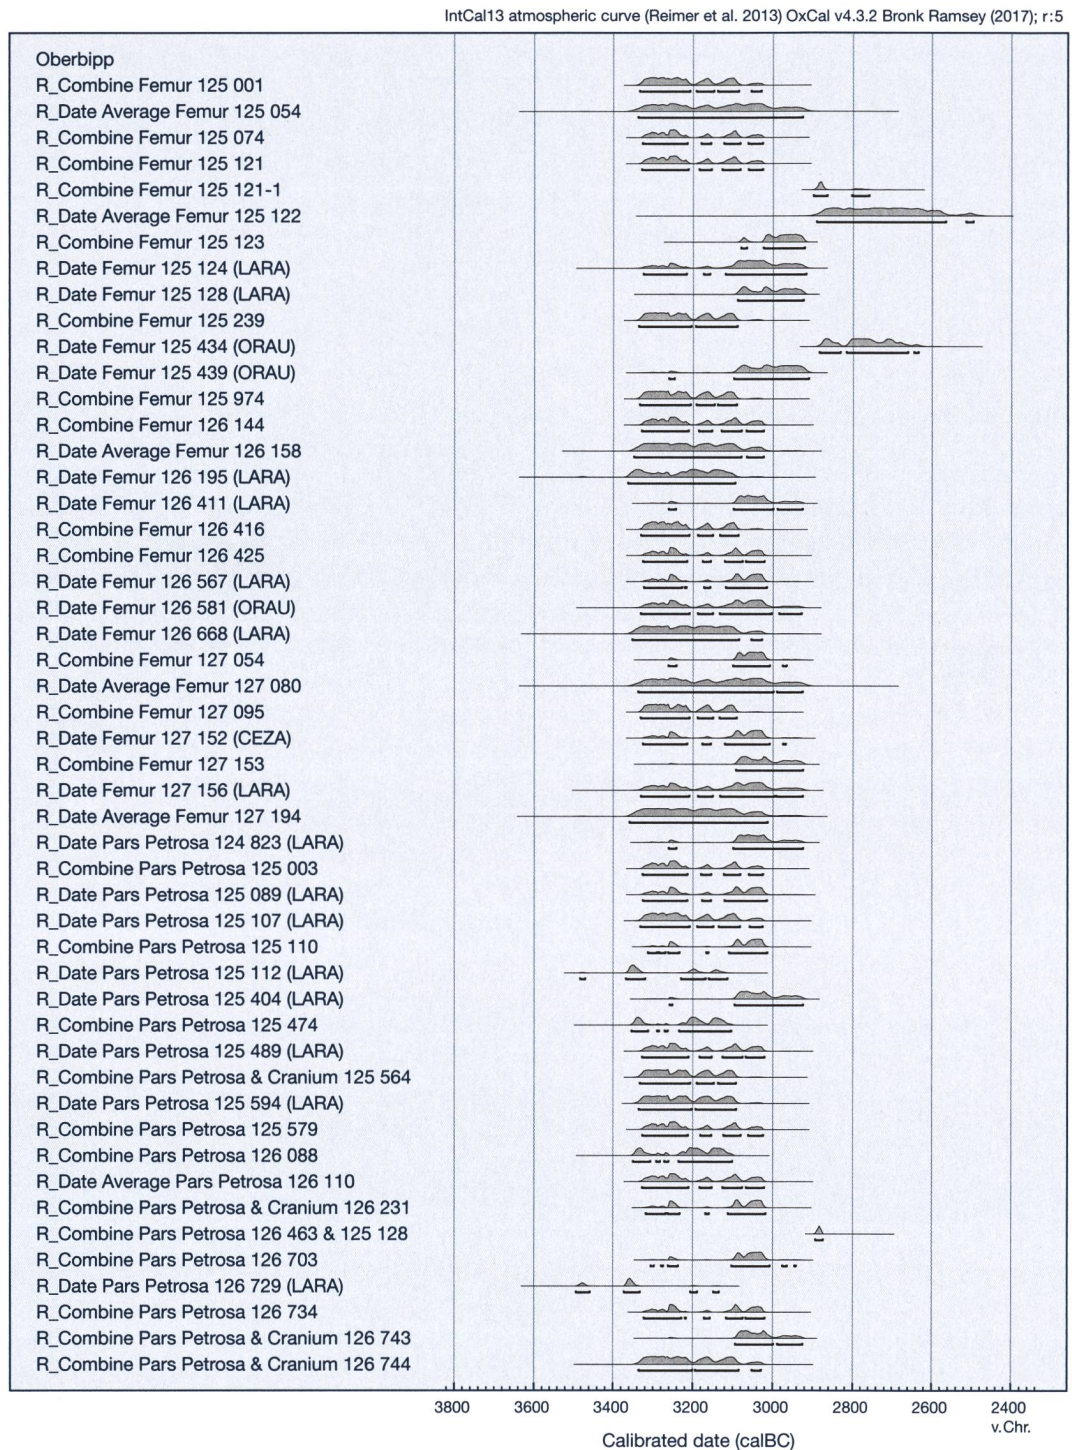 IntCal13 atmospheric curve (Reimer et al. 2013) OxCal v4.3.2 Bronk Ramsey (2017); r:5
Oberbipp
R_Combine Femur 125 001
R_Date Average Femur 125 054
R_Combine Femur 125 074
R_Combine Femur 125 121
R_Combine Femur 125 121-1
R_Date Average Femur 125 122
R_Combine Femur 125 123
R_Date Femur 125 124 (LARA)
R_Date Femur 125 128 (LARA)
R_Combine Femur 125 239
R_Date Femur 125 434 (ORAU)
R_Date Femur 125 439 (ORAU)
R_Combine Femur 125 974
R_Combine Femur 126 144
R_Date Average Femur 126 158
R_Date Femur 126 195 (LARA)
R_Date Femur 126 411 (LARA)
R_Combine Femur 126 416
R_Combine Femur 126 425
R_Date Femur 126 567 (LARA)
R_Date Femur 126 581 (ORAU)
R_Date Femur 126 668 (LARA)
R_Combine Femur 127 054
R_Date Average Femur 127 080
R_Combine Femur 127 095
R_Date Femur 127 152 (CEZA)
R_Combine Femur 127 153
R_Date Femur 127 156 (LARA)
R_Date Average Femur 127 194
R_Date Pars Petrosa 124 823 (LARA)
R_Combine Pars Petrosa 125 003
R_Date Pars Petrosa 125 089 (LARA)
R_Date Pars Petrosa 125 107 (LARA)
R_Combine Pars Petrosa 125 110
R_Date Pars Petrosa 125 112 (LARA)
R_Date Pars Petrosa 125 404 (LARA)
R_Combine Pars Petrosa 125 474
R_Date Pars Petrosa 125 489 (LARA)
R_Combine Pars Petrosa & Cranium 125 564
R_Date Pars Petrosa 125 594 (LARA)
R_Combine Pars Petrosa 125 579
R_Combine Pars Petrosa 126 088
R_Date Average Pars Petrosa 126 110
R_Combine Pars Petrosa & Cranium 126 231
R_Combine Pars Petrosa 126 463 & 125 128
R_Combine Pars Petrosa 126 703
R_Date Pars Petrosa 126 729 (LARA)
R_Combine Pars Petrosa 126 734
R_Combine Pars Petrosa & Cranium 126 743
R_Combine Pars Petrosa & Cranium 126 744
3800 3600 3400 3200 3000 2800 2600 2400
v.Chr.
Calibrated date (calBC)